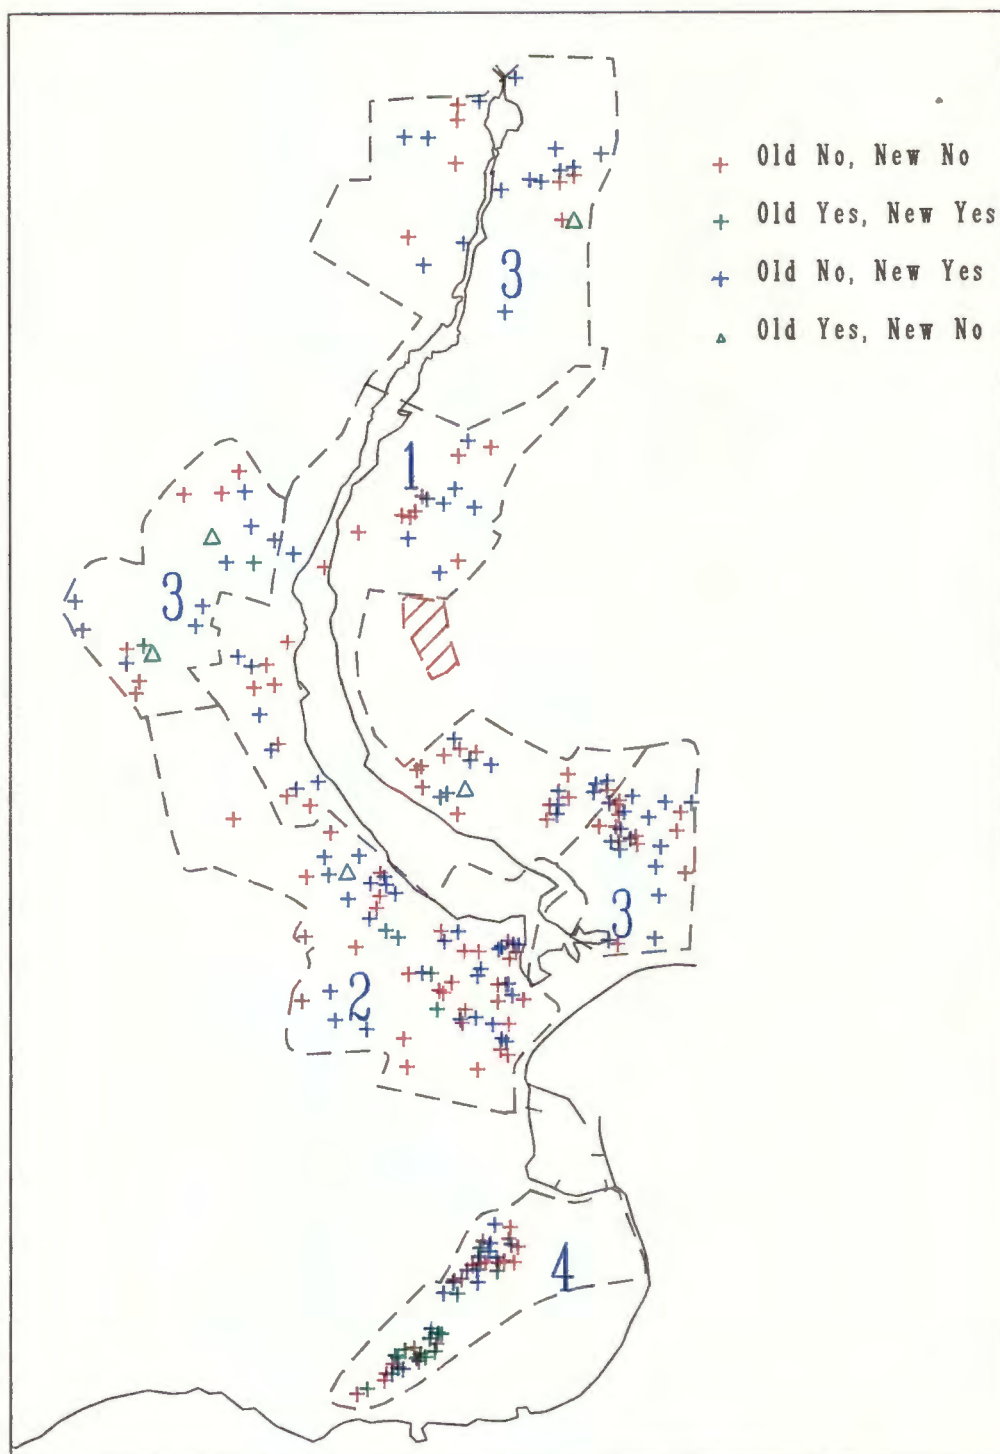 Old No, New No
Old Yes, New Yes
Old No, New Yes
Old Yes, New No
3
1
3
3
2
4